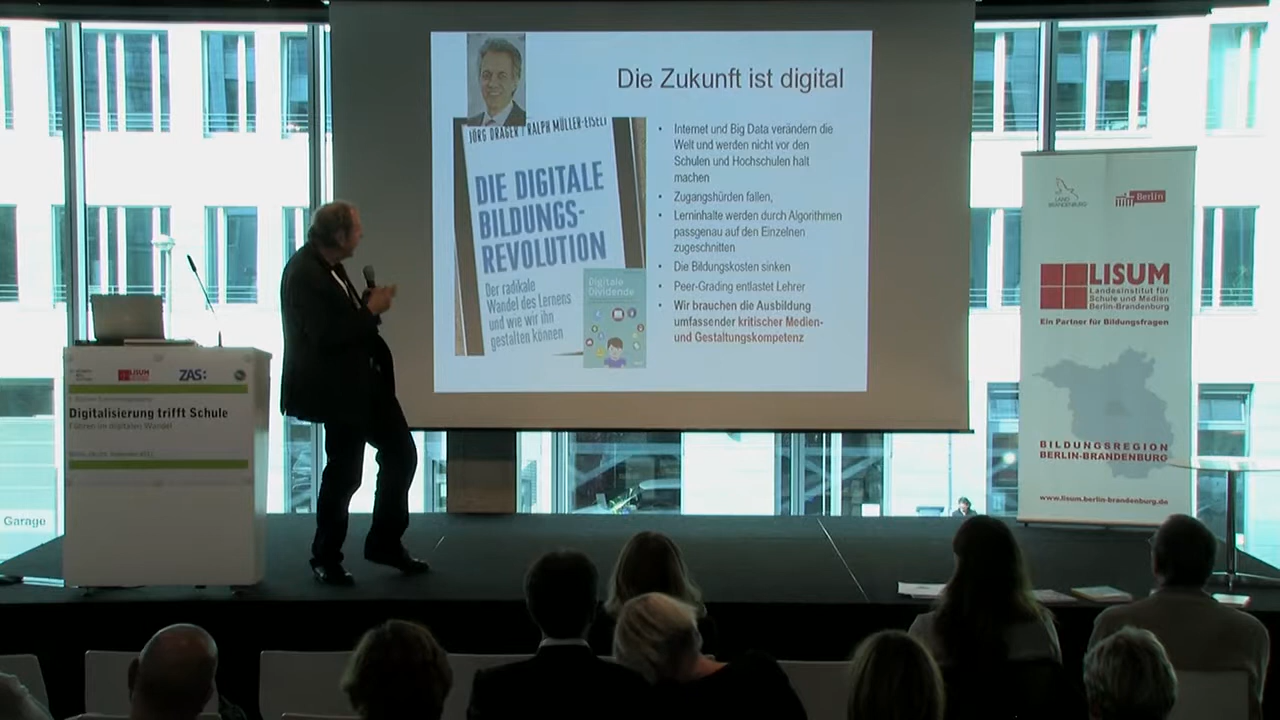 Die Zukunft ist digital
JÖRG DRÄGER | RALPH MÜLLER-EISELT
DIE DIGITALE
BILDUNGS-
REVOLUTION
Der radikale
Wandel des Lernens
und wie wir ihn
gestalten können
Digitale
Dividende
• Internet und Big Data verändern die
Welt und werden nicht vor den
Schulen und Hochschulen halt
machen
• Zugangshürden fallen,
• Lerninhalte werden durch Algorithmen
passgenau auf den Einzelnen
zugeschnitten
• Die Bildungskosten sinken
• Peer-Grading entlastet Lehrer
• Wir brauchen die Ausbildung
umfassender kritischer Medien-
und Gestaltungskompetenz
LISUM
ZAS:
Digitalisierung trifft Schule
Führen im digitalen Wandel
Garage
LAND
BRANDENBURG
Berlin
LISUM
Landesinstitut für
Schule und Medien
Berlin-Brandenburg
Ein Partner für Bildungsfragen
BILDUNGSREGION
BERLIN-BRANDENBURG
www.lisum.berlin-brandenburg.de